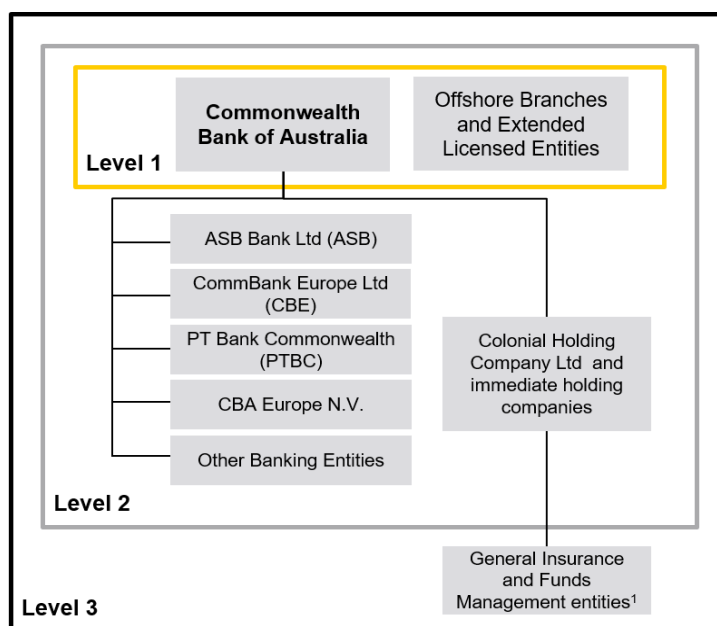 Commonwealth
Bank of Australia
Offshore Branches
and Extended
Licensed Entities
Level 1
ASB Bank Ltd (ASB)
CommBank Europe Ltd
(CBE)
PT Bank Commonwealth
(PTBC)
CBA Europe N.V.
Other Banking Entities
Colonial Holding
Company Ltd and
immediate holding
companies
Level 2
General Insurance
and Funds
Management entities¹
Level 3